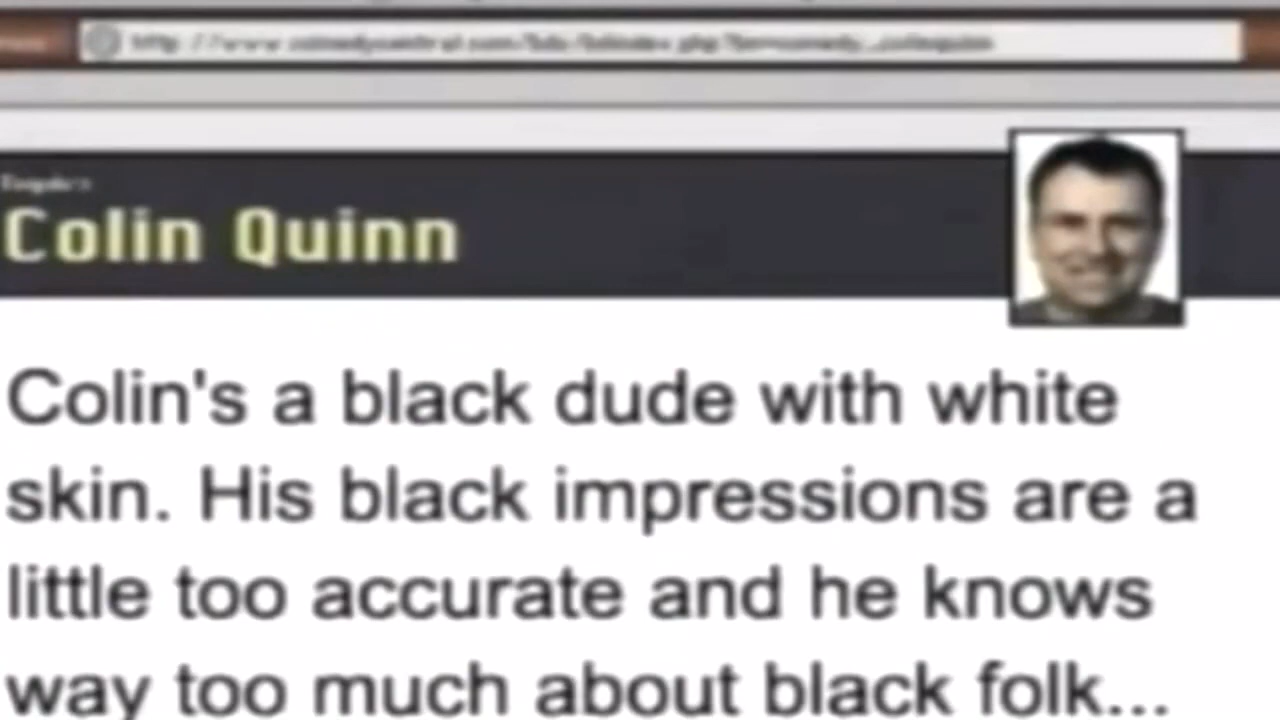 Colin Quinn
Colin's a black dude with white
skin. His black impressions are a
little too accurate and he knows
way too much about black folk...